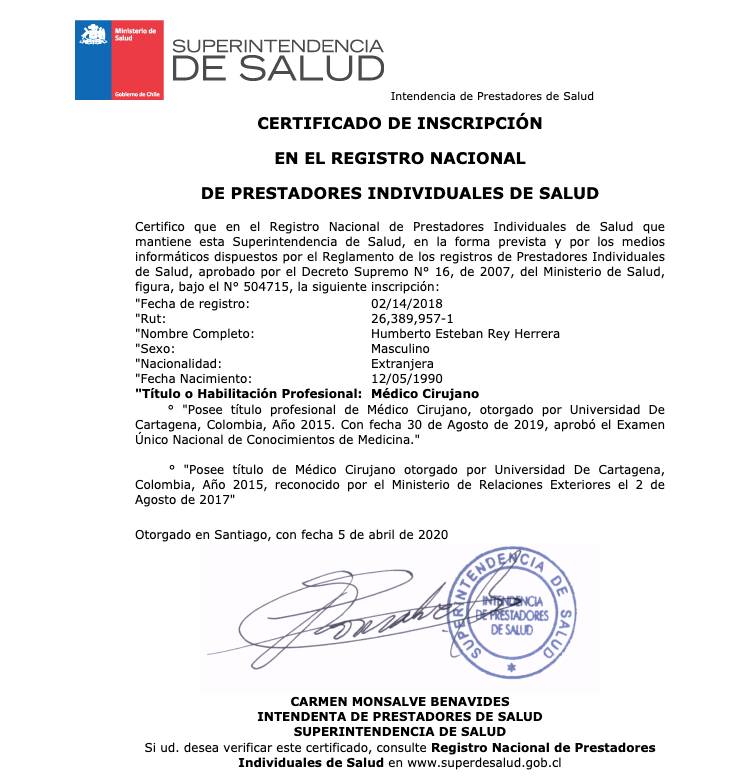 Ministerio de
Salud
Gobierno de Chile
SUPERINTENDENCIA
DE SALUD
Intendencia de Prestadores de Salud
CERTIFICADO DE INSCRIPCIÓN
EN EL REGISTRO NACIONAL
DE PRESTADORES INDIVIDUALES DE SALUD
Certifico que en el Registro Nacional de Prestadores Individuales de Salud que
mantiene esta Superintendencia de Salud, en la forma prevista y por los medios
informáticos dispuestos por el Reglamento de los registros de Prestadores Individuales
de Salud, aprobado por el Decreto Supremo N° 16, de 2007, del Ministerio de Salud,
figura, bajo el N° 504715, la siguiente inscripción:
"Fecha de registro: 02/14/2018
"Rut: 26,389,957-1
"Nombre Completo: Humberto Esteban Rey Herrera
"Sexo: Masculino
"Nacionalidad: Extranjera
"Fecha Nacimiento: 12/05/1990
"Título o Habilitación Profesional: Médico Cirujano
° "Posee título profesional de Médico Cirujano, otorgado por Universidad De
Cartagena, Colombia, Año 2015. Con fecha 30 de Agosto de 2019, aprobó el Examen
Único Nacional de Conocimientos de Medicina."
° "Posee título de Médico Cirujano otorgado por Universidad De Cartagena,
Colombia, Año 2015, reconocido por el Ministerio de Relaciones Exteriores el 2 de
Agosto de 2017"
Otorgado en Santiago, con fecha 5 de abril de 2020
SUPERINTENDENCIA DE SALUD
INTENDENCIA
DE PRESTADORES
DE SALUD
CARMEN MONSALVE BENAVIDES
INTENDENTA DE PRESTADORES DE SALUD
SUPERINTENDENCIA DE SALUD
Si ud. desea verificar este certificado, consulte Registro Nacional de Prestadores
Individuales de Salud en www.superdesalud.gob.cl